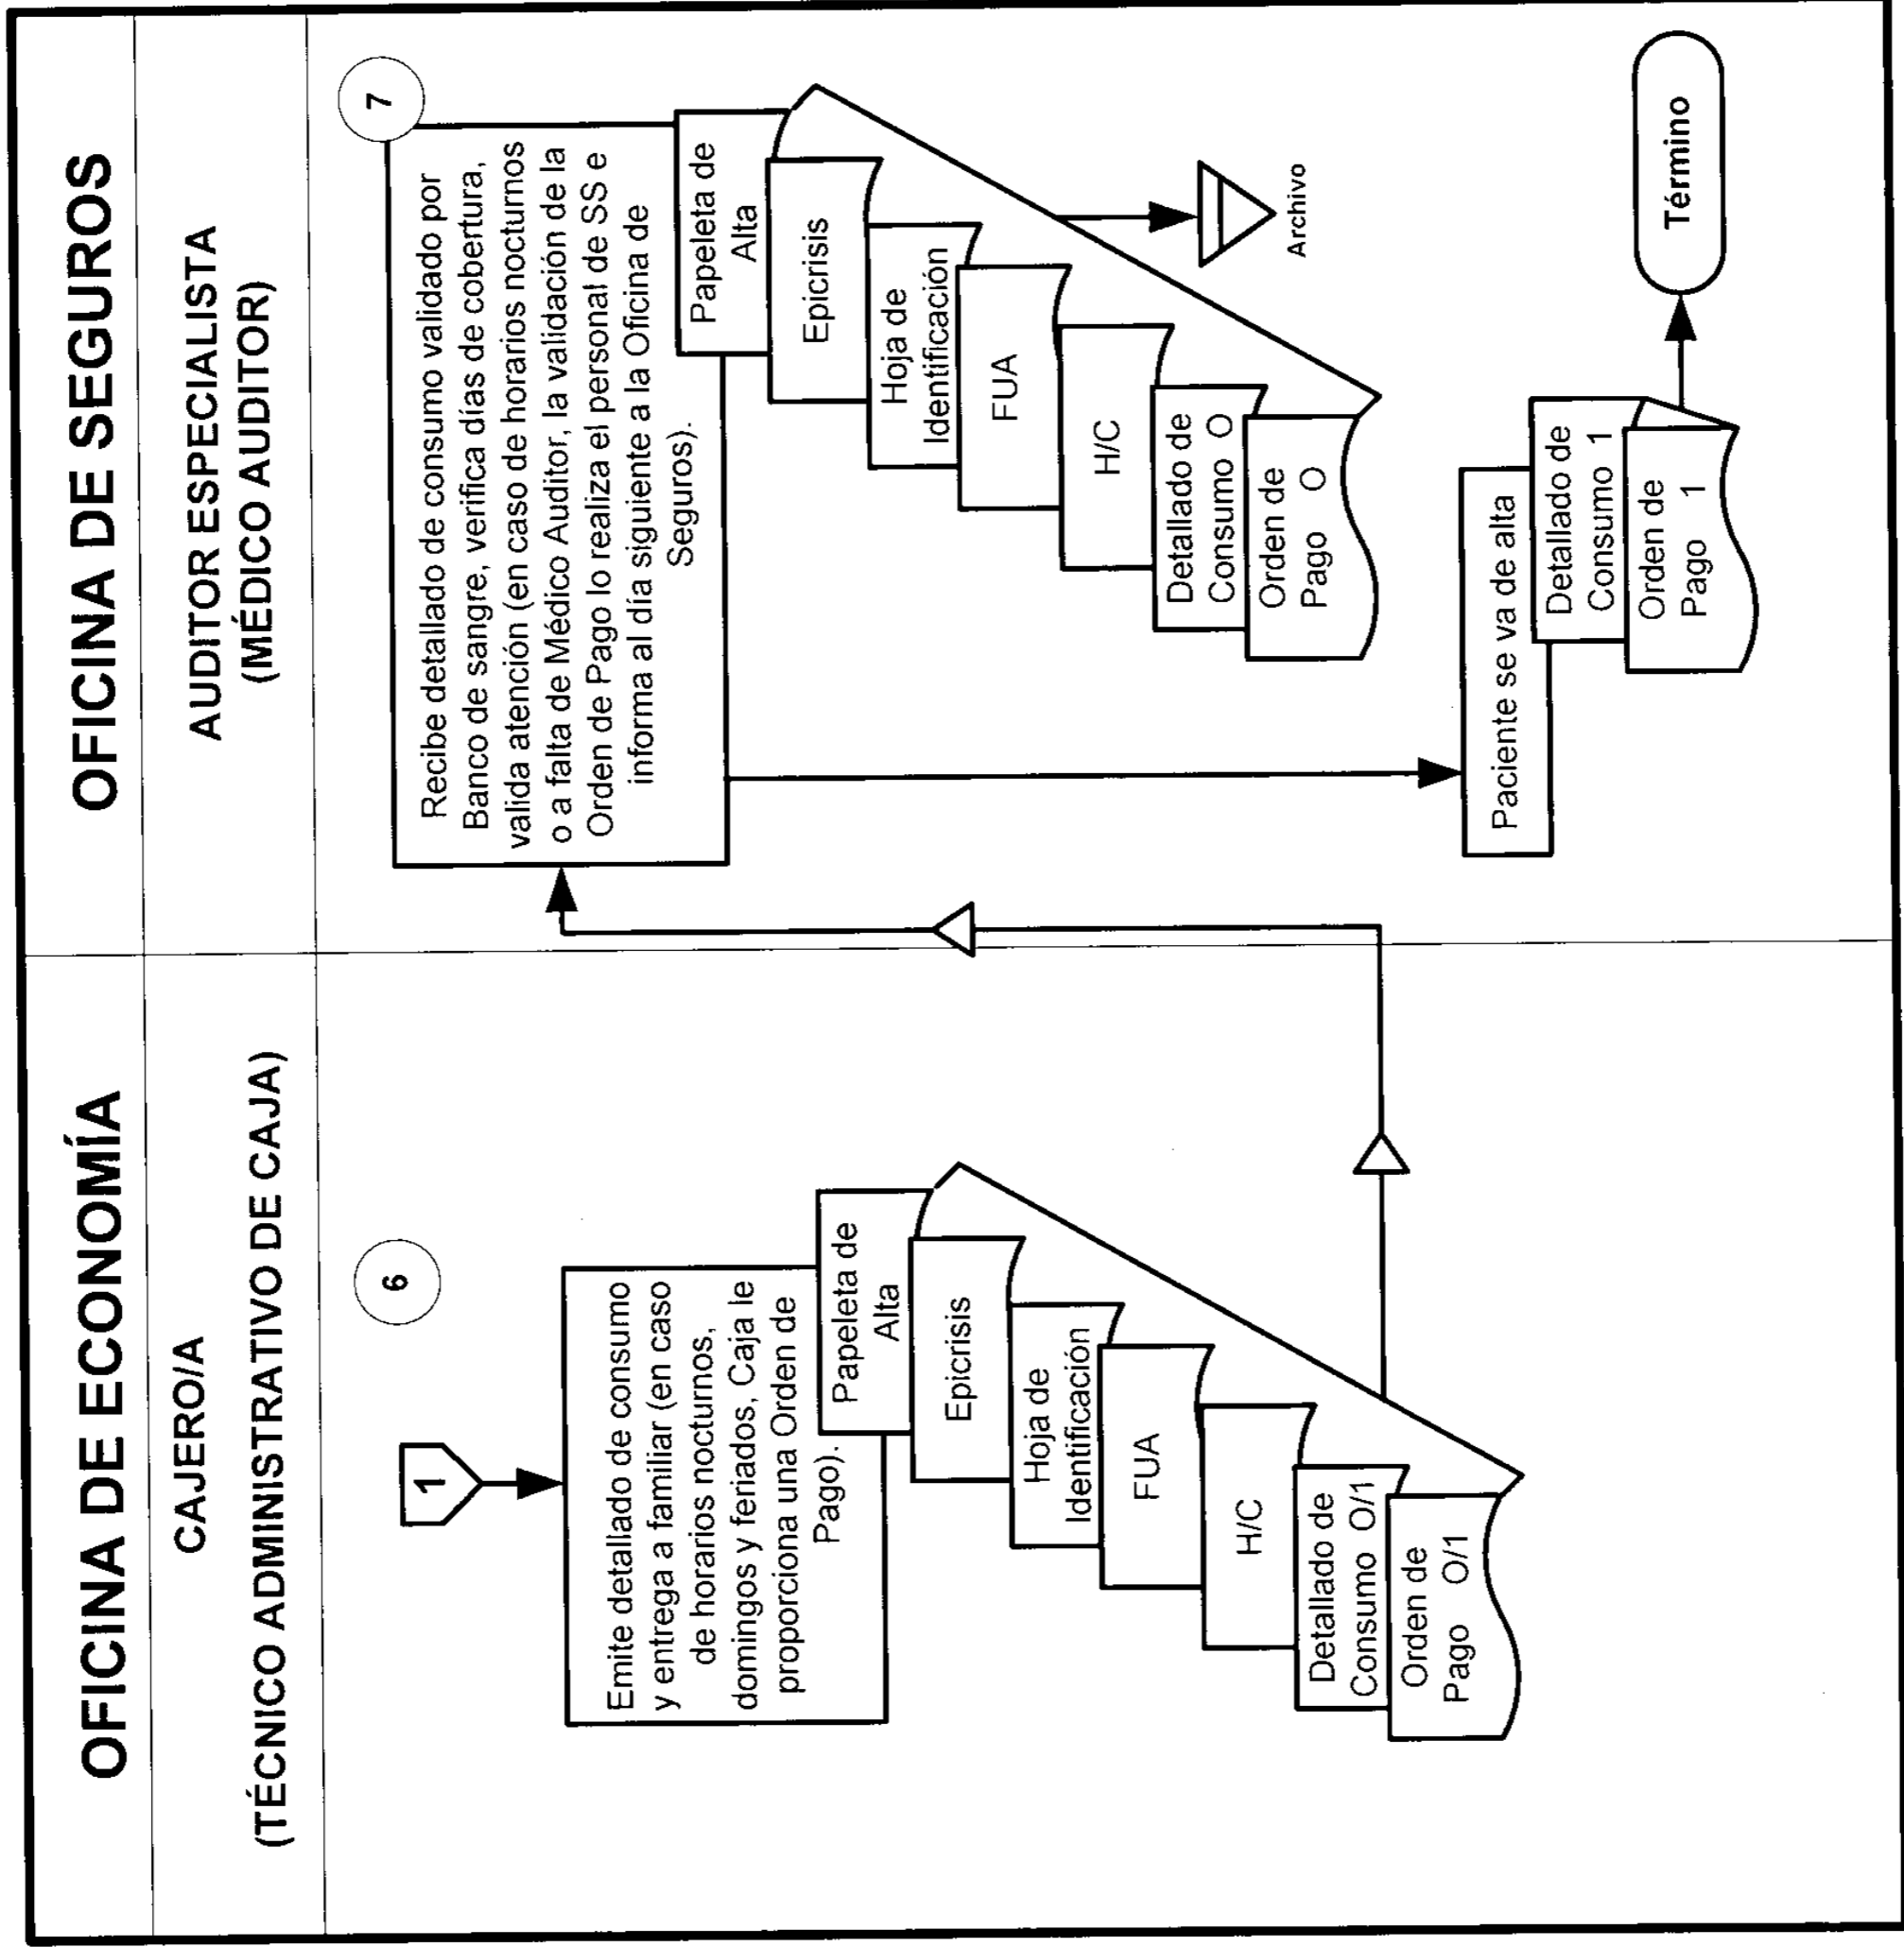 OFICINA DE ECONOMÍA
CAJERO/A
(TÉCNICO ADMINISTRATIVO DE CAJA)
6
1
Emite detallado de consumo
y entrega a familiar (en caso
de horarios nocturnos,
domingos y feriados, Caja le
proporciona una Orden de
Pago).
Papeleta de
Alta
Epicrisis
Hoja de
Identificación
FUA
H/C
Detallado de
Consumo O/1
Orden de
Pago O/1
OFICINA DE SEGUROS
AUDITOR ESPECIALISTA
(MÉDICO AUDITOR)
7
Recibe detallado de consumo validado por
Banco de sangre, verifica días de cobertura,
valida atención (en caso de horarios nocturnos
o a falta de Médico Auditor, la validación de la
Orden de Pago lo realiza el personal de SS e
informa al día siguiente a la Oficina de
Seguros).
Papeleta de
Alta
Epicrisis
Hoja de
Identificación
FUA
H/C
Detallado de
Consumo O
Orden de
Pago O
Archivo
Paciente se va de alta
Detallado de
Consumo 1
Orden de
Pago 1
Término